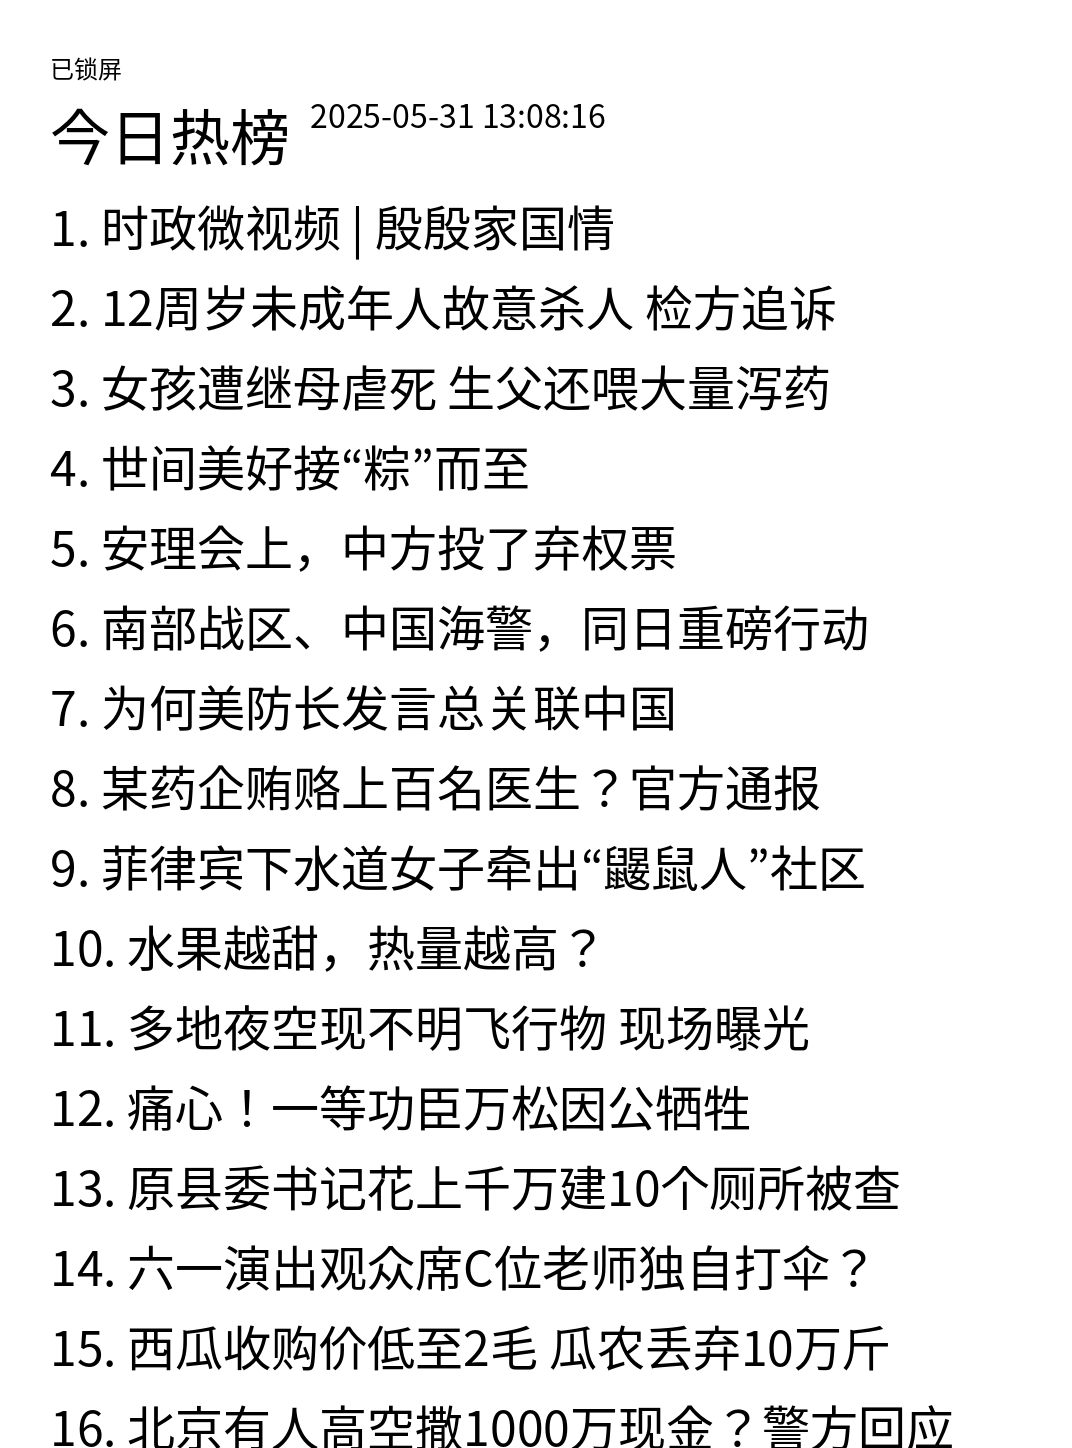 已锁屏
今日热榜 2025-05-31 13:08:16
1. 时政微视频 | 殷殷家国情
2. 12周岁未成年人故意杀人 检方追诉
3. 女孩遭继母虐死 生父还喂大量泻药
4. 世间美好接“粽”而至
5. 安理会上，中方投了弃权票
6. 南部战区、中国海警，同日重磅行动
7. 为何美防长发言总关联中国
8. 某药企贿赂上百名医生？官方通报
9. 菲律宾下水道女子牵出“鼹鼠人”社区
10. 水果越甜，热量越高？
11. 多地夜空现不明飞行物 现场曝光
12. 痛心！一等功臣万松因公牺牲
13. 原县委书记花上千万建10个厕所被查
14. 六一演出观众席C位老师独自打伞？
15. 西瓜收购价低至2毛 瓜农丢弃10万斤
16. 北京有人高空撒1000万现金？警方回应